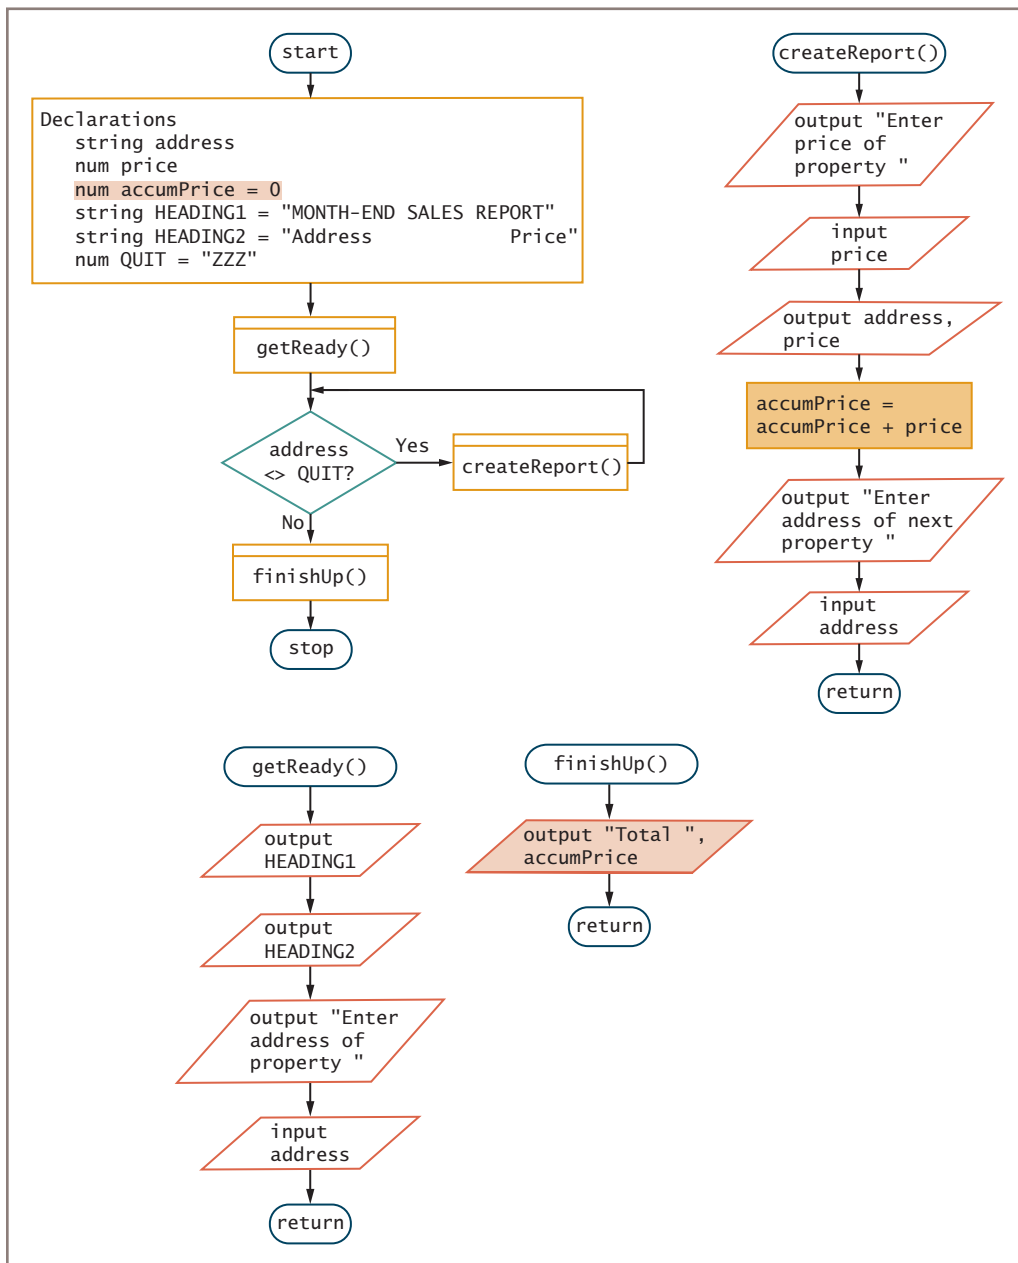 start
Declarations
string address
num price
num accumPrice = 0
string HEADING1 = "MONTH-END SALES REPORT"
string HEADING2 = "Address Price"
num QUIT = "ZZZ"
getReady()
address
<> QUIT?
Yes
createReport()
No
finishUp()
stop
createReport()
output "Enter
price of
property "
input
price
output address,
price
accumPrice =
accumPrice + price
output "Enter
address of next
property "
input
address
return
getReady()
output
HEADING1
output
HEADING2
output "Enter
address of
property "
input
address
return
finishUp()
output "Total ",
accumPrice
return